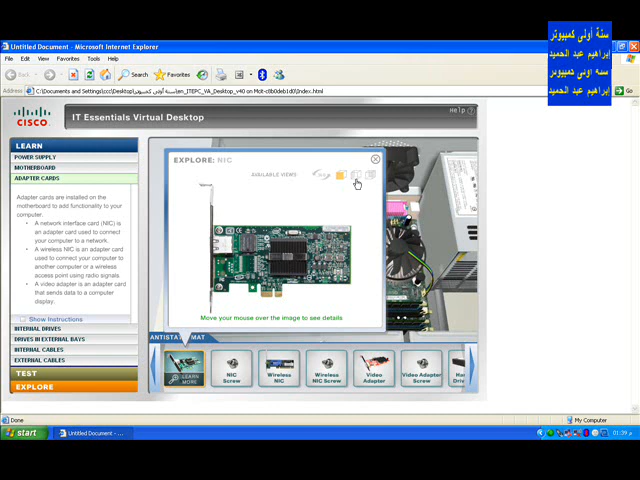 سنة أولى كمبيوتر
إبراهيم عبد الحميد
سنة أولى كمبيوتر
إبراهيم عبد الحميد
Untitled Document - Microsoft Internet Explorer
File Edit View Favorites Tools Help
Back Search Favorites
Address C:\Documents and Settings\ccc\Desktop\
Go
CISCO
IT Essentials Virtual Desktop
Help ?
LEARN
POWER SUPPLY
MOTHERBOARD
ADAPTER CARDS
Adapter cards are installed on the
motherboard to add functionality to your
computer.
• A network interface card (NIC) is
an adapter card used to connect
your computer to a network.
• A wireless NIC is an adapter card
used to connect your computer to
another computer or a wireless
access point using radio signals
• A video adapter is an adapter card
that sends data to a computer
display.
Show Instructions
INTERNAL DRIVES
DRIVES IN EXTERNAL BAYS
INTERNAL CABLES
EXTERNAL CABLES
TEST
EXPLORE
EXPLORE: NIC
AVAILABLE VIEWS
Move your mouse over the image to see details
ANTISTATIC MAT
LEARN MORE
NIC Screw
Wireless NIC
Wireless NIC Screw
Video Adapter
Video Adapter Screw
Done
My Computer
start
Untitled Document - ...
01:39 م